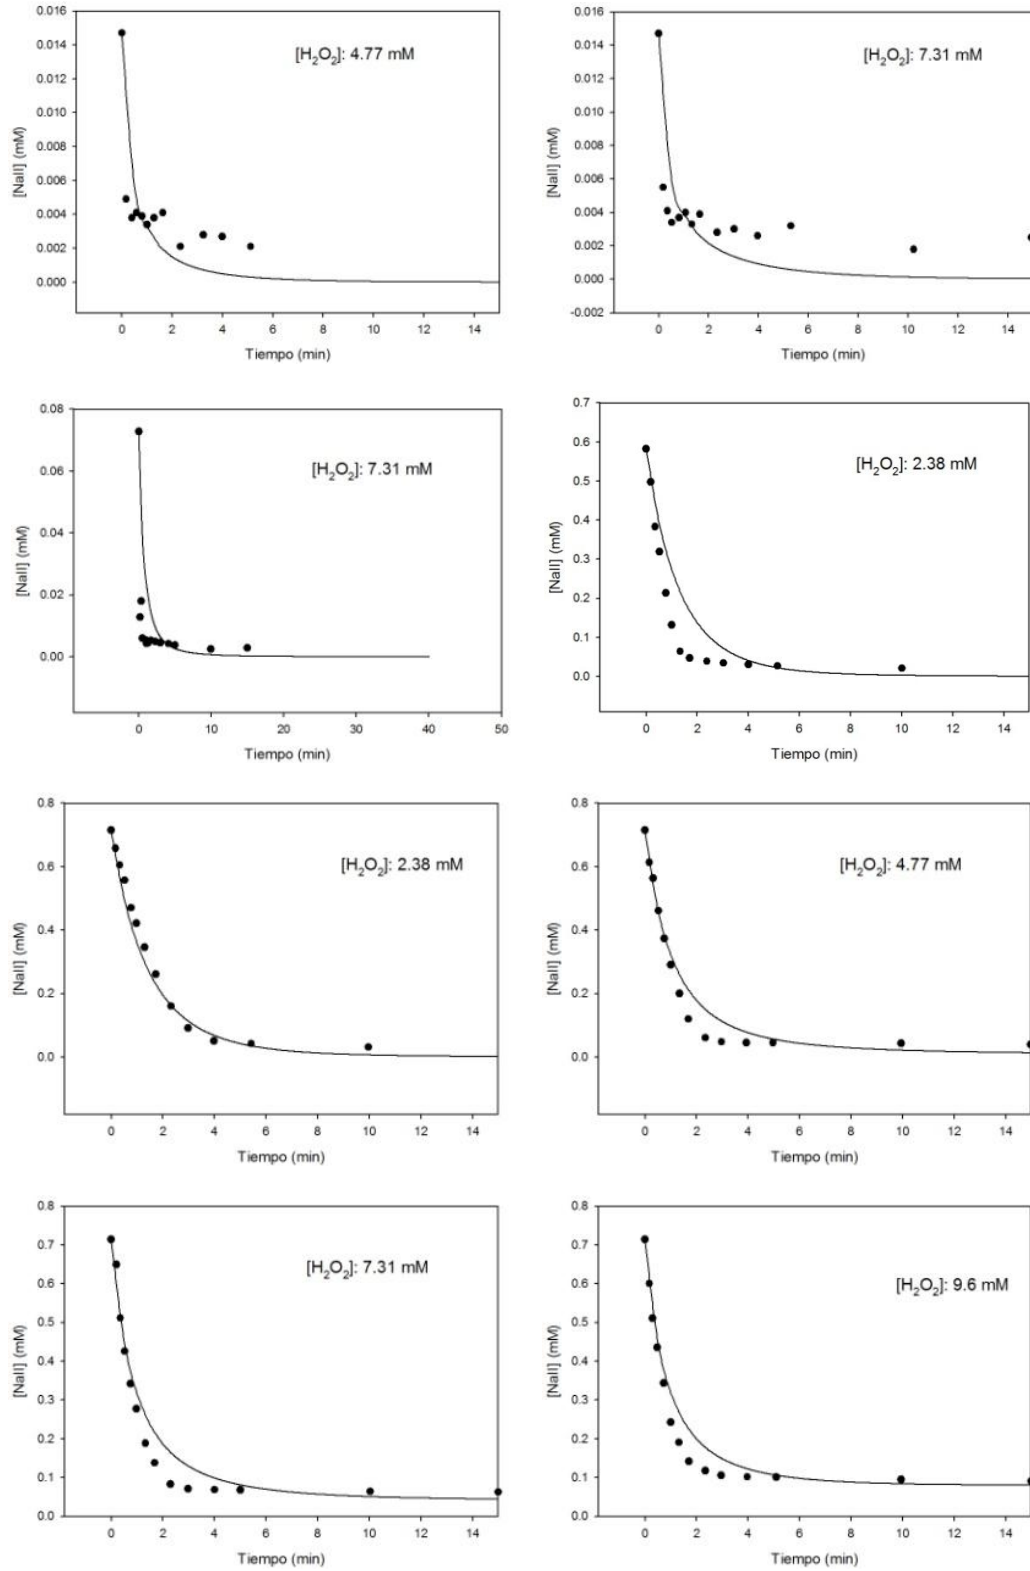 0.016
0.014
0.012
0.010
0.008
0.006
0.004
0.002
0.000
[NaII] (mM)
[H₂O₂]: 4.77 mM
0 2 4 6 8 10 12 14
Tiempo (min)
0.016
0.014
0.012
0.010
0.008
0.006
0.004
0.002
0.000
-0.002
[NaII] (mM)
[H₂O₂]: 7.31 mM
0 2 4 6 8 10 12 14
Tiempo (min)
0.08
0.06
0.04
0.02
0.00
[NaII] (mM)
[H₂O₂]: 7.31 mM
0 10 20 30 40 50
Tiempo (min)
0.7
0.6
0.5
0.4
0.3
0.2
0.1
0.0
[NaII] (mM)
[H₂O₂]: 2.38 mM
0 2 4 6 8 10 12 14
Tiempo (min)
0.8
0.6
0.4
0.2
0.0
[NaII] (mM)
[H₂O₂]: 2.38 mM
0 2 4 6 8 10 12 14
Tiempo (min)
0.8
0.6
0.4
0.2
0.0
[NaII] (mM)
[H₂O₂]: 4.77 mM
0 2 4 6 8 10 12 14
Tiempo (min)
0.8
0.7
0.6
0.5
0.4
0.3
0.2
0.1
0.0
[NaII] (mM)
[H₂O₂]: 7.31 mM
0 2 4 6 8 10 12 14
Tiempo (min)
0.8
0.7
0.6
0.5
0.4
0.3
0.2
0.1
0.0
[NaII] (mM)
[H₂O₂]: 9.6 mM
0 2 4 6 8 10 12 14
Tiempo (min)